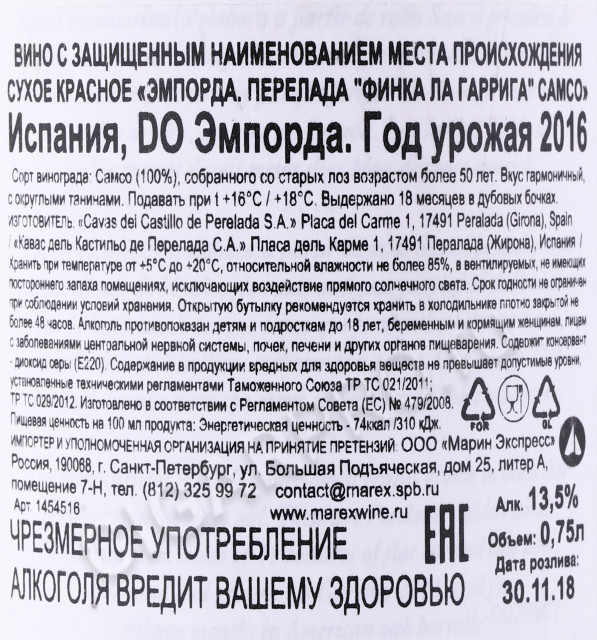 ВИНО С ЗАЩИЩЕННЫМ НАИМЕНОВАНИЕМ МЕСТА ПРОИСХОЖДЕНИЯ
СУХОЕ КРАСНОЕ «ЭМПОРДА. ПЕРЕЛАДА "ФИНКА ЛА ГАРРИГА" САМСО»
Испания, DO Эмпорда. Год урожая 2016
Сорт винограда: Самсо (100%), собранного со старых лоз возрастом более 50 лет. Вкус гармоничный,
с округлыми танинами. Подавать при t +16°C / +18°C. Выдержано 18 месяцев в дубовых бочках.
ИЗГОТОВИТЕЛЬ: «Cavas del Castillo de Perelada S.A.» Placa del Carme 1, 17491 Peralada (Girona), Spain
/ «Кавас дель Кастильо де Перелада С.А.» Пласа дель Карме 1, 17491 Пералада (Жирона), Испания /
Хранить при температуре от +5°C до +20°C, относительной влажности не более 85%, в вентилируемых, не имеющих
постороннего запаха помещениях, исключающих воздействие прямого солнечного света. Срок годности не ограничен
при соблюдении условий хранения. Открытую бутылку рекомендуется хранить в холодильнике плотно закрытой не
более 48 часов. Алкоголь противопоказан детям и подросткам до 18 лет, беременным и кормящим женщинам, лицам
с заболеваниями центральной нервной системы, почек, печени и других органов пищеварения. Содержит консервант
- диоксид серы (Е220). Содержание в продукции вредных для здоровья веществ не превышает допустимые уровни,
установленные техническими регламентами Таможенного Союза ТР ТС 021/2011;
ТР ТС 029/2012. Изготовлено в соответствии с Регламентом Совета (ЕС) № 479/2008.
Пищевая ценность на 100 мл продукта: Энергетическая ценность - 74ккал /310 кДж.
FOR GL
ИМПОРТЕР И УПОЛНОМОЧЕННАЯ ОРГАНИЗАЦИЯ НА ПРИНЯТИЕ ПРЕТЕНЗИЙ: ООО «Марин Экспресс»
Россия, 190068, г. Санкт-Петербург, ул. Большая Подъяческая, дом 25, литер А,
помещение 7-Н, тел. (812) 325 99 72 contact@marex.spb.ru
Арт. 1454516 www.marexwine.ru
ЧРЕЗМЕРНОЕ УПОТРЕБЛЕНИЕ
АЛКОГОЛЯ ВРЕДИТ ВАШЕМУ ЗДОРОВЬЮ
EAC
Алк. 13,5%
Объем: 0,75л
Дата розлива:
30.11.18